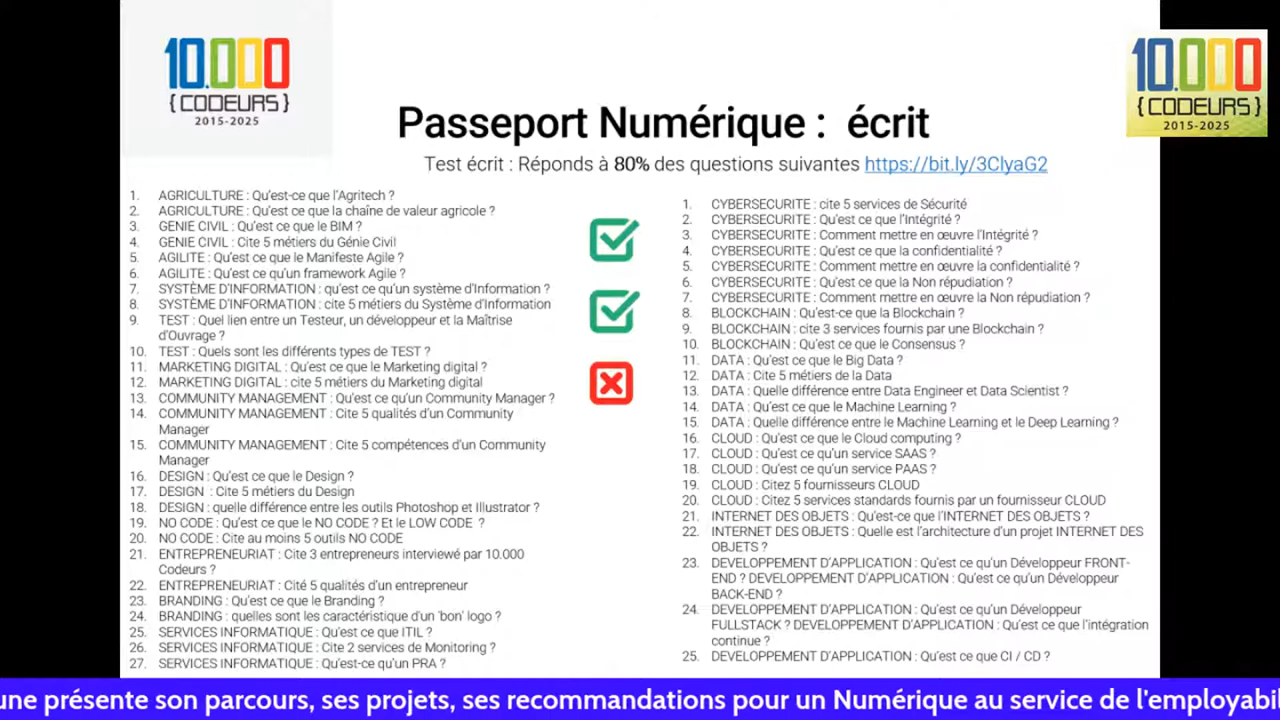 10.000
{CODEURS}
2015-2025
10.000
{CODEURS}
2015-2025
Passeport Numérique : écrit
Test écrit : Réponds à 80% des questions suivantes https://bit.ly/3ClyaG2
1. AGRICULTURE : Qu'est-ce que l'Agritech ?
2. AGRICULTURE : Qu'est ce que la chaîne de valeur agricole ?
3. GENIE CIVIL : Qu'est ce que le BIM ?
4. GENIE CIVIL : Cite 5 métiers du Génie Civil
5. AGILITE : Qu'est ce que le Manifeste Agile ?
6. AGILITE : Qu'est ce qu'un framework Agile ?
7. SYSTÈME D'INFORMATION : qu'est ce qu'un système d'Information ?
8. SYSTÈME D'INFORMATION : cite 5 métiers du Système d'Information
9. TEST : Quel lien entre un Testeur, un développeur et la Maîtrise
d'Ouvrage ?
10. TEST : Quels sont les différents types de TEST ?
11. MARKETING DIGITAL : Qu'est ce que le Marketing digital ?
12. MARKETING DIGITAL : cite 5 métiers du Marketing digital
13. COMMUNITY MANAGEMENT : Qu'est ce qu'un Community Manager ?
14. COMMUNITY MANAGEMENT : Cite 5 qualités d'un Community
Manager
15. COMMUNITY MANAGEMENT : Cite 5 compétences d'un Community
Manager
16. DESIGN : Qu'est ce que le Design ?
17. DESIGN : Cite 5 métiers du Design
18. DESIGN : quelle différence entre les outils Photoshop et Illustrator ?
19. NO CODE : Qu'est ce que le NO CODE ? Et le LOW CODE ?
20. NO CODE : Cite au moins 5 outils NO CODE
21. ENTREPRENEURIAT : Cite 3 entrepreneurs interviewé par 10.000
Codeurs ?
22. ENTREPRENEURIAT : Cité 5 qualités d'un entrepreneur
23. BRANDING : Qu'est ce que le Branding ?
24. BRANDING : quelles sont les caractéristique d'un 'bon' logo ?
25. SERVICES INFORMATIQUE : Qu'est ce que ITIL ?
26. SERVICES INFORMATIQUE : Cite 2 services de Monitoring ?
27. SERVICES INFORMATIQUE : Qu'est-ce qu'un PRA ?
1. CYBERSECURITE : cite 5 services de Sécurité
2. CYBERSECURITE : Qu'est ce que l'Intégrité ?
3. CYBERSECURITE : Comment mettre en œuvre l'Intégrité ?
4. CYBERSECURITE : Qu'est ce que la confidentialité ?
5. CYBERSECURITE : Comment mettre en œuvre la confidentialité ?
6. CYBERSECURITE : Qu'est ce que la Non répudiation ?
7. CYBERSECURITE : Comment mettre en œuvre la Non répudiation ?
8. BLOCKCHAIN : Qu'est-ce que la Blockchain ?
9. BLOCKCHAIN : cite 3 services fournis par une Blockchain ?
10. BLOCKCHAIN : Qu'est ce que le Consensus ?
11. DATA : Qu'est ce que le Big Data ?
12. DATA : Cite 5 métiers de la Data
13. DATA : Quelle différence entre Data Engineer et Data Scientist ?
14. DATA : Qu'est ce que le Machine Learning ?
15. DATA : Quelle différence entre le Machine Learning et le Deep Learning ?
16. CLOUD : Qu'est ce que le Cloud computing ?
17. CLOUD : Qu'est ce qu'un service SAAS ?
18. CLOUD : Qu'est ce qu'un service PAAS ?
19. CLOUD : Citez 5 fournisseurs CLOUD
20. CLOUD : Citez 5 services standards fournis par un fournisseur CLOUD
21. INTERNET DES OBJETS : Qu'est-ce que l'INTERNET DES OBJETS ?
22. INTERNET DES OBJETS : Quelle est l'architecture d'un projet INTERNET DES
OBJETS ?
23. DEVELOPPEMENT D'APPLICATION : Qu'est ce qu'un Développeur FRONT-
END ? DEVELOPPEMENT D'APPLICATION : Qu'est ce qu'un Développeur
BACK-END ?
24. DEVELOPPEMENT D'APPLICATION : Qu'est ce qu'un Développeur
FULLSTACK ? DEVELOPPEMENT D'APPLICATION : Qu'est ce que l'intégration
continue ?
25. DEVELOPPEMENT D'APPLICATION : Qu'est ce que CI / CD ?
une présente son parcours, ses projets, ses recommandations pour un Numérique au service de l'employabil